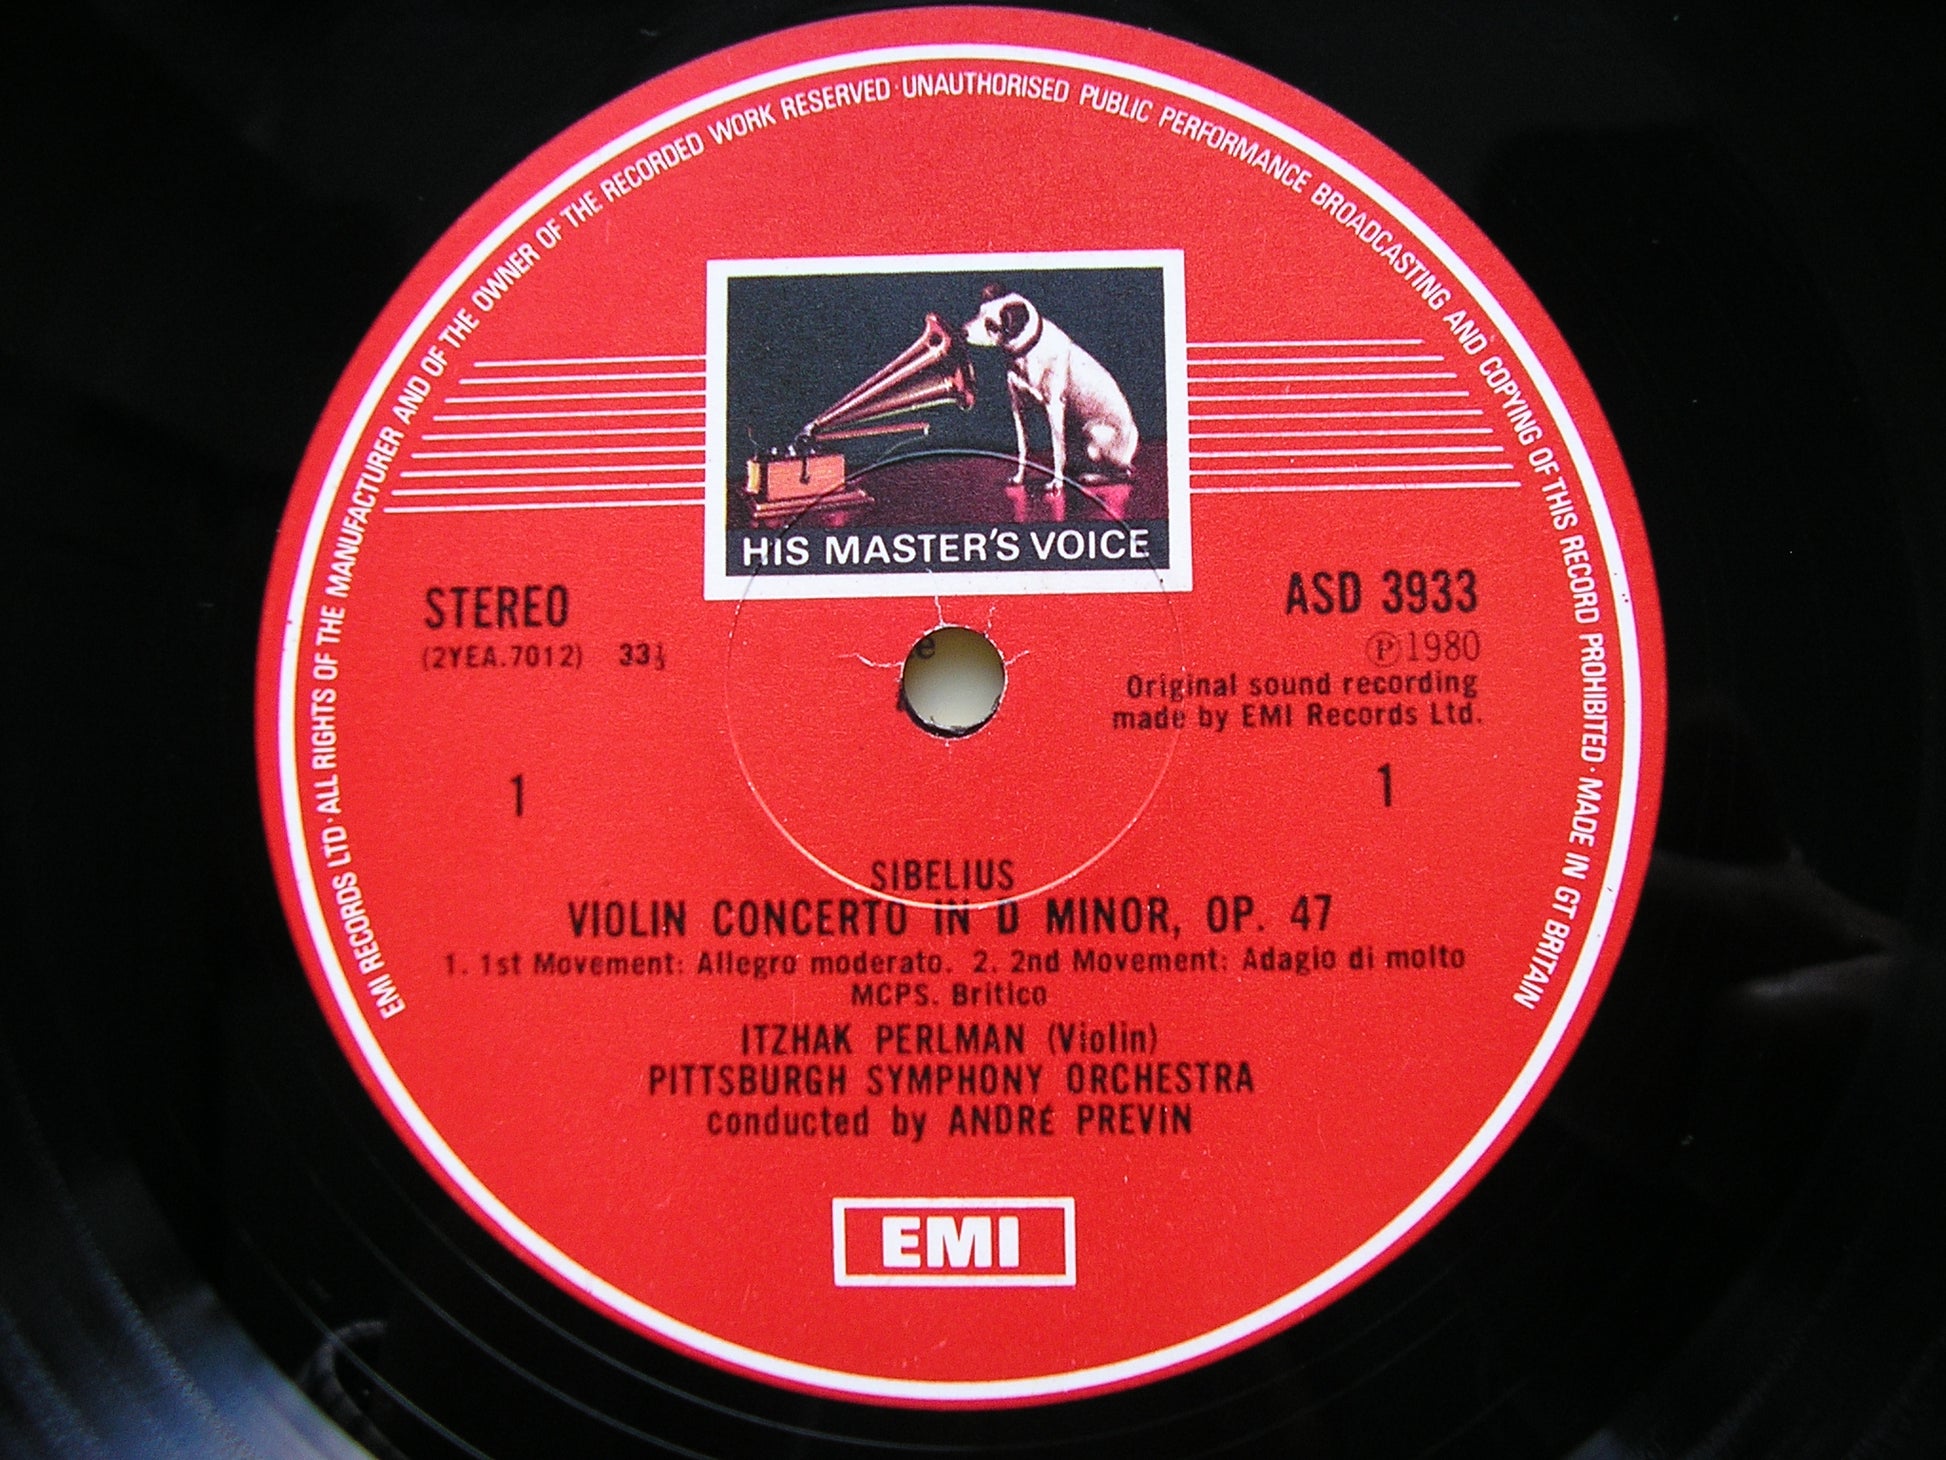 EMI RECORDS LTD · ALL RIGHTS OF THE MANUFACTURER AND OF THE OWNER OF THE RECORDED WORK RESERVED · UNAUTHORISED PUBLIC PERFORMANCE BROADCASTING AND COPYING OF THIS RECORD PROHIBITED · MADE IN GT BRITAIN
HIS MASTER'S VOICE
STEREO
(2YEA.7012) 33⅓
ASD 3933
Ⓟ1980
Original sound recording
made by EMI Records Ltd.
1
1
SIBELIUS
VIOLIN CONCERTO IN D MINOR, OP. 47
1. 1st Movement: Allegro moderato. 2. 2nd Movement: Adagio di molto
MCPS. Britico
ITZHAK PERLMAN (Violin)
PITTSBURGH SYMPHONY ORCHESTRA
conducted by ANDRÉ PREVIN
EMI